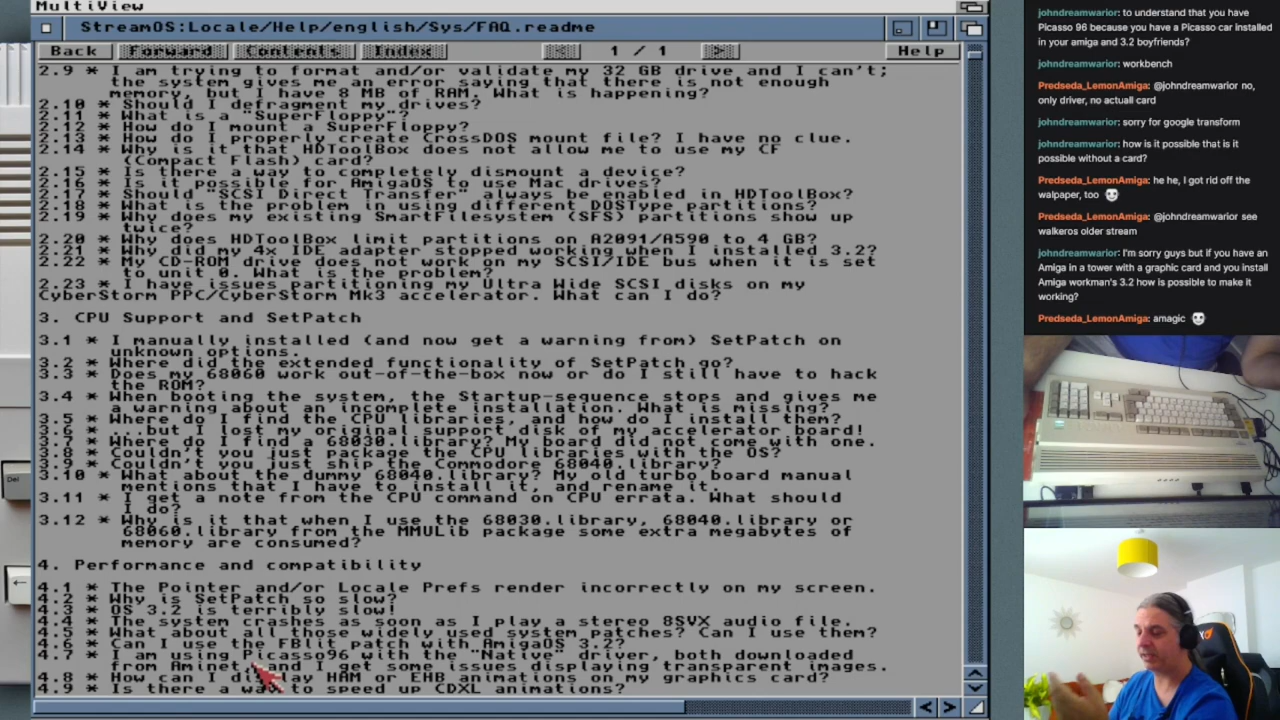 MultiView
StreamOS:Locale/Help/english/Sys/FAQ.readme
Back Forward Contents Index < 1 / 1 > Help
2.9 * I am trying to format and/or validate my 32 GB drive and I can't;
the system gives me an error saying that there is not enough
memory, but I have 8 MB of RAM. What is happening?
2.10 * Should I defragment my drives?
2.11 * What is a "SuperFloppy"?
2.12 * How do I mount a SuperFloppy?
2.13 * How do I properly create CrossDOS mount file? I have no clue.
2.14 * Why is it that HDToolBox does not allow me to use my CF
(Compact Flash) card?
2.15 * Is there a way to completely dismount a device?
2.16 * Is it possible for AmigaOS to use Mac drives?
2.17 * Should "SCSI Direct Transfer" always be enabled in HDToolBox?
2.18 * What is the problem in using different DOSType partitions?
2.19 * Why does my existing SmartFilesystem (SFS) partitions show up
twice?
2.20 * Why does HDToolBox limit partitions on A2091/A590 to 4 GB?
2.21 * Why did my 4x IDE adapter stopped working when I installed 3.2?
2.22 * My CD-ROM drive does not work on my SCSI/IDE bus when it is set
to unit 0. What is the problem?
2.23 * I have issues partitioning my Ultra Wide SCSI disks on my
CyberStorm PPC/CyberStorm Mk3 accelerator. What can I do?
3. CPU Support and SetPatch
3.1 * I manually installed (and now get a warning from) SetPatch on
unknown options.
3.2 * Where did the extended functionality of SetPatch go?
3.3 * Does my 68060 work out-of-the-box now or do I still have to hack
the ROM?
3.4 * When booting the system, the Startup-sequence stops and gives me
a warning about an incomplete installation. What is missing?
3.5 * Where do I find the CPU libraries, and how do I install them?
3.6 * ..but I lost my original support disk of my accelerator board!
3.7 * Where do I find a 68030.library? My board did not come with one.
3.8 * Couldn't you just package the CPU libraries with the OS?
3.9 * Couldn't you just ship the Commodore 68040.library?
3.10 * What about the dummy 68040.library? My old turbo board manual
mentions that I have to install it, and rename it.
3.11 * I get a note from the CPU command on CPU errata. What should
I do?
3.12 * Why is it that when I use the 68030.library, 68040.library or
68060.library from the MMULib package some extra megabytes of
memory are consumed?
4. Performance and compatibility
4.1 * The Pointer and/or Locale Prefs render incorrectly on my screen.
4.2 * Why is SetPatch so slow?
4.3 * OS 3.2 is terribly slow!
4.4 * The system crashes as soon as I play a stereo 8SVX audio file.
4.5 * What about all those widely used system patches? Can I use them?
4.6 * Can I use the FBlit patch with AmigaOS 3.2?
4.7 * I am using Picasso96 with the "Native" driver, both downloaded
from Aminet, and I get some issues displaying transparent images.
4.8 * How can I display HAM or EHB animations on my graphics card?
4.9 * Is there a way to speed up CDXL animations?
Del
johndreamwarior: to understand that you have
Picasso 96 because you have a Picasso car installed
in your amiga and 3.2 boyfriends?
johndreamwarior: workbench
Predseda_LemonAmiga: @johndreamwarior no,
only driver, no actuall card
johndreamwarior: sorry for google transform
johndreamwarior: how is it possible that is it
possible without a card?
Predseda_LemonAmiga: he he, I got rid off the
walpaper, too
Predseda_LemonAmiga: @johndreamwarior see
walkeros older stream
johndreamwarior: I'm sorry guys but if you have an
Amiga in a tower with a graphic card and you install
Amiga workman's 3.2 how is possible to make it
working?
Predseda_LemonAmiga: amagic